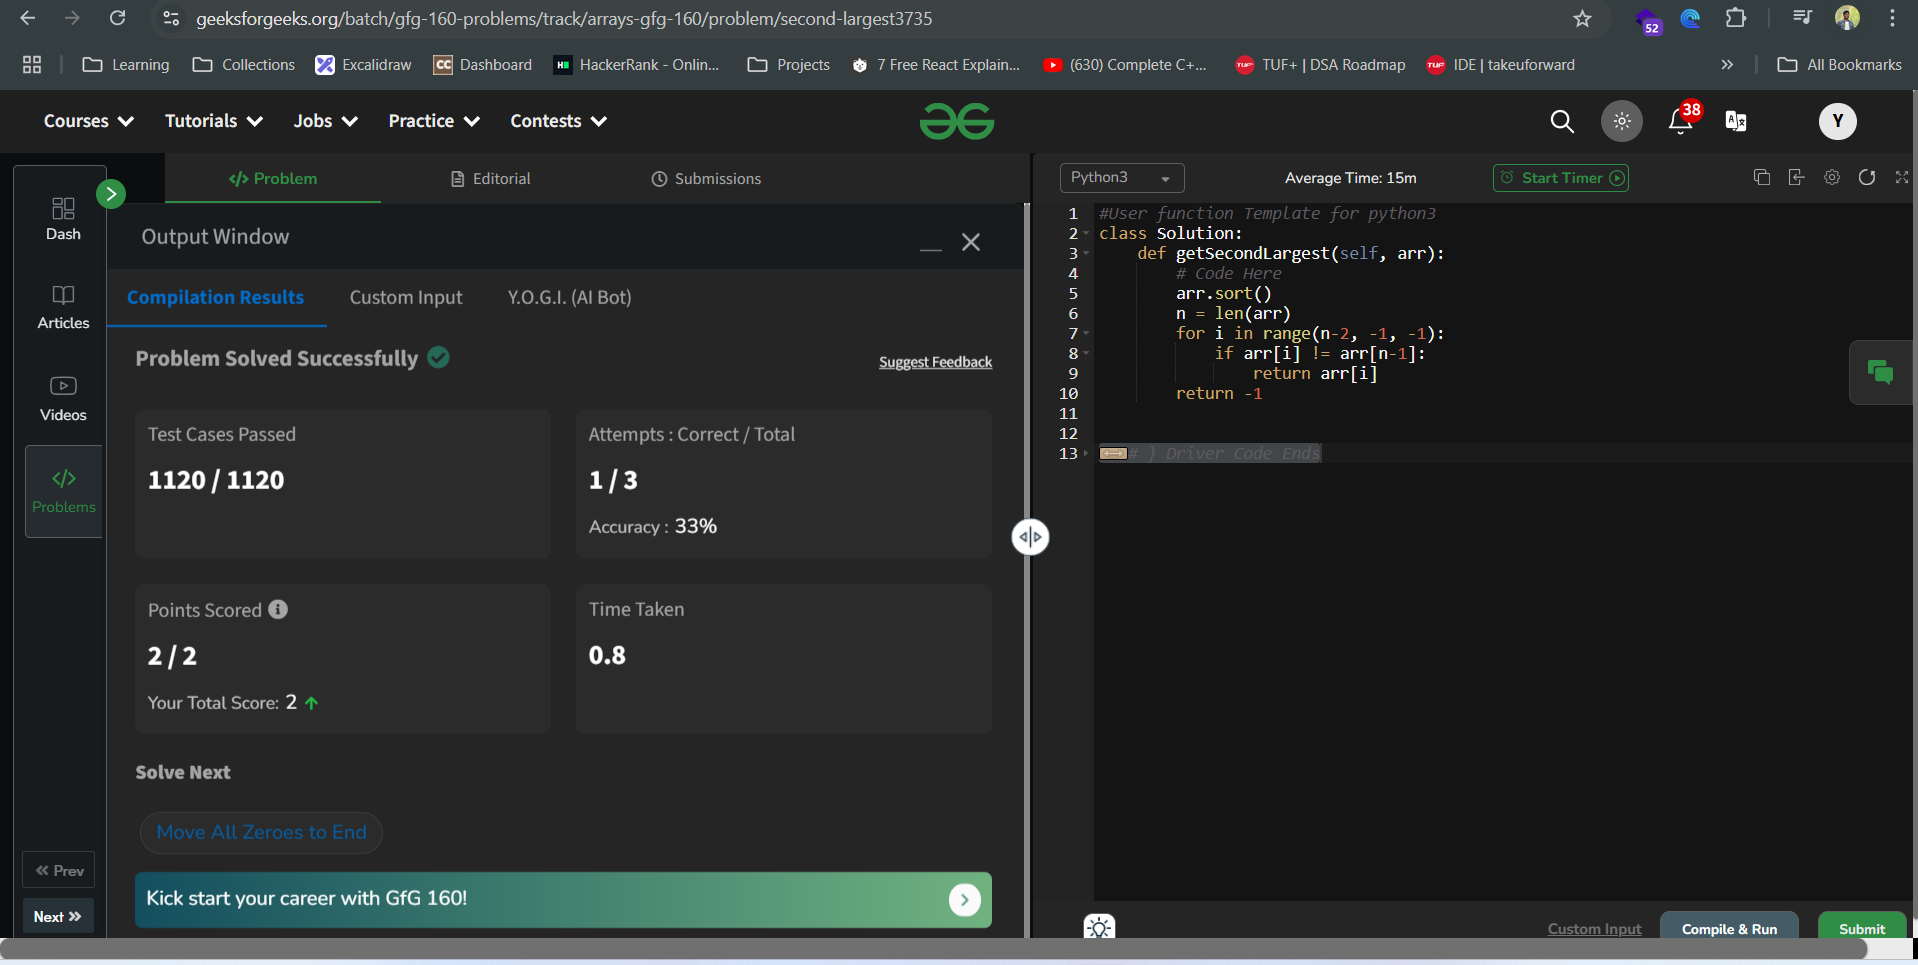 geeksforgeeks.org/batch/gfg-160-problems/track/arrays-gfg-160/problem/second-largest3735
52
Learning Collections Excalidraw CC Dashboard HackerRank - Onlin... Projects 7 Free React Explain... (630) Complete C+... TUF+ | DSA Roadmap IDE | takeuforward » All Bookmarks
Courses Tutorials Jobs Practice Contests 38 Y
Dash
Articles
Videos
</> Problems
« Prev
Next »
</> Problem Editorial Submissions
Output Window
Compilation Results Custom Input Y.O.G.I. (AI Bot)
Problem Solved Successfully
Suggest Feedback
Test Cases Passed
1120 / 1120
Attempts : Correct / Total
1 / 3
Accuracy : 33%
Points Scored
2 / 2
Your Total Score: 2
Time Taken
0.8
Solve Next
Move All Zeroes to End
Kick start your career with GfG 160!
Python3 Average Time: 15m Start Timer
1 #User function Template for python3
2 class Solution:
3 def getSecondLargest(self, arr):
4 # Code Here
5 arr.sort()
6 n = len(arr)
7 for i in range(n-2, -1, -1):
8 if arr[i] != arr[n-1]:
9 return arr[i]
10 return -1
11
12
13 # } Driver Code Ends
Custom Input Compile & Run Submit